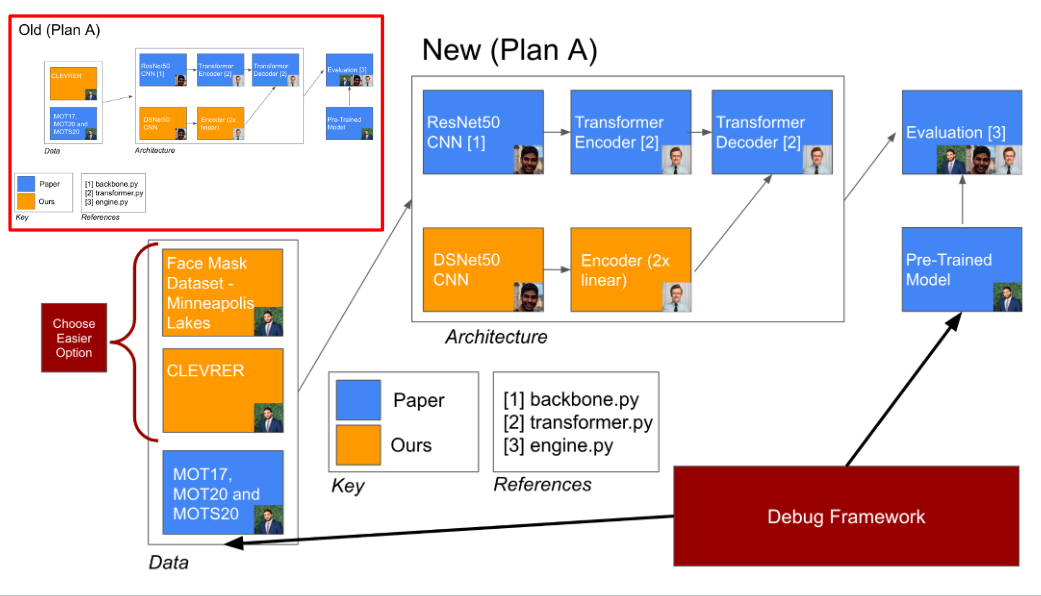 Old (Plan A)
CLEVRER
MOT17,
MOT20 and
MOTS20
Data
ResNet50
CNN [1]
Transformer
Encoder [2]
Transformer
Decoder [2]
DSNet50
CNN
Encoder (2x
linear)
Architecture
Evaluation [3]
Pre-Trained
Model
Paper
Ours
Key
[1] backbone.py
[2] transformer.py
[3] engine.py
References
New (Plan A)
ResNet50
CNN [1]
Transformer
Encoder [2]
Transformer
Decoder [2]
DSNet50
CNN
Encoder (2x
linear)
Architecture
Evaluation [3]
Pre-Trained
Model
Choose
Easier
Option
Face Mask
Dataset -
Minneapolis
Lakes
CLEVRER
MOT17,
MOT20 and
MOTS20
Data
Paper
Ours
Key
[1] backbone.py
[2] transformer.py
[3] engine.py
References
Debug Framework